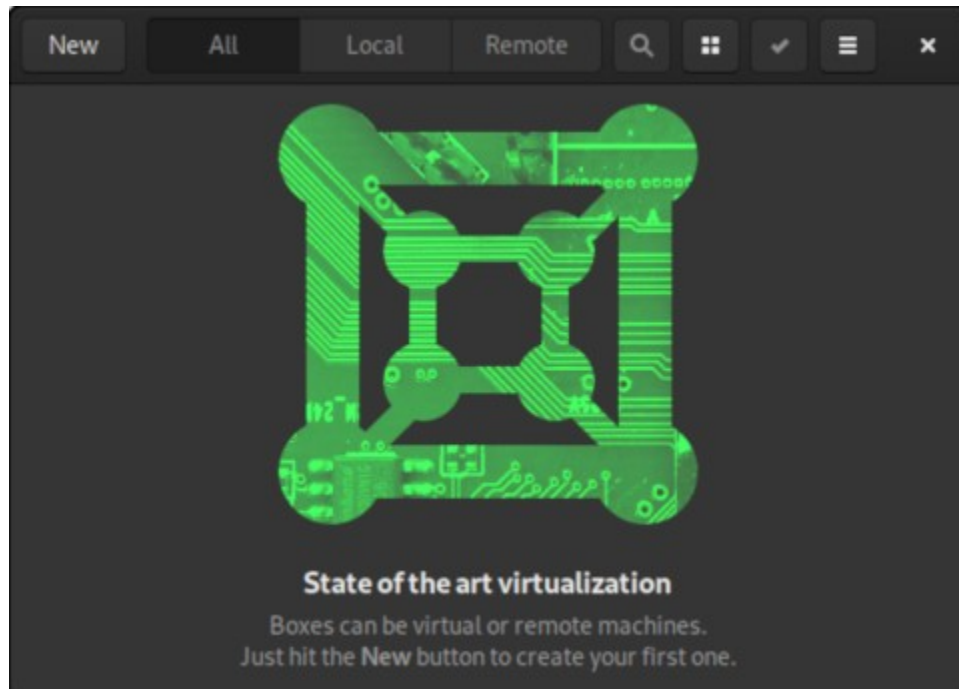 New All Local Remote
State of the art virtualization
Boxes can be virtual or remote machines.
Just hit the New button to create your first one.